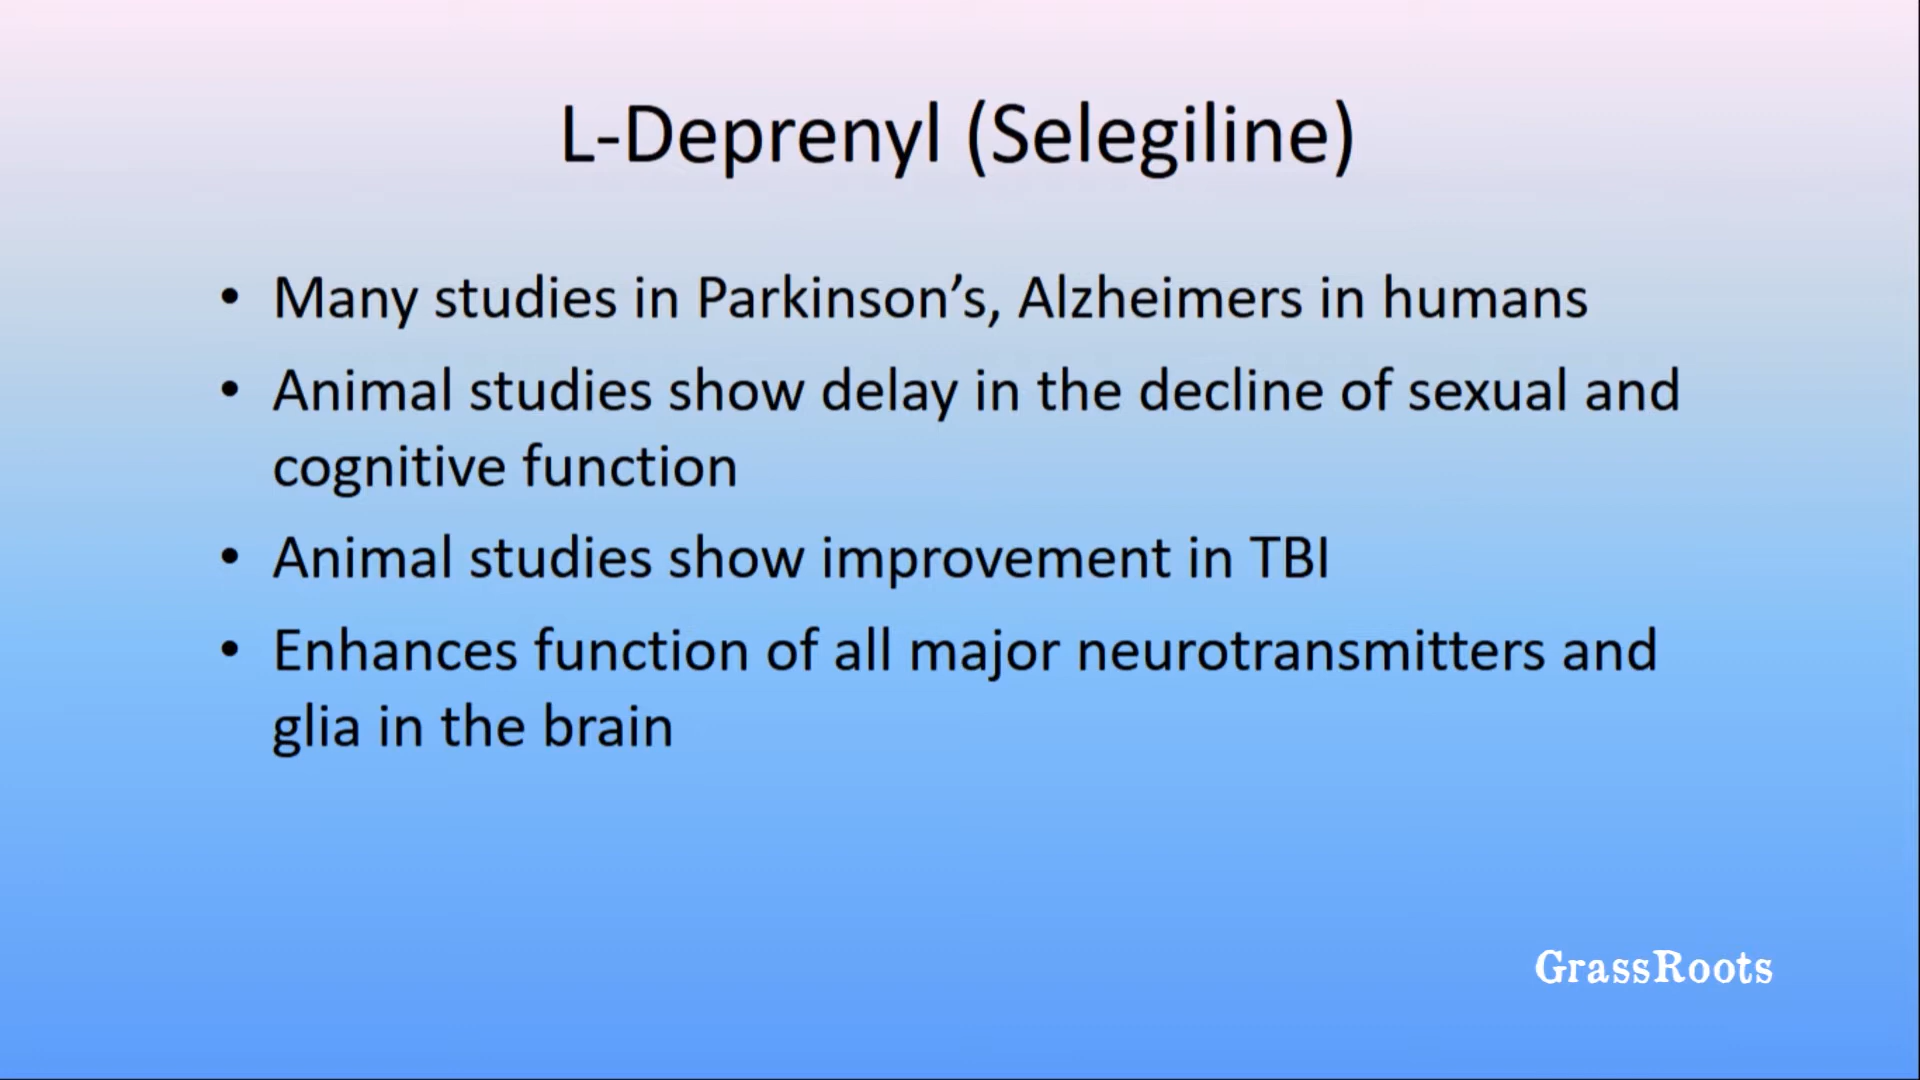 L-Deprenyl (Selegiline)
• Many studies in Parkinson’s, Alzheimers in humans
• Animal studies show delay in the decline of sexual and
cognitive function
• Animal studies show improvement in TBI
• Enhances function of all major neurotransmitters and
glia in the brain
GrassRoots